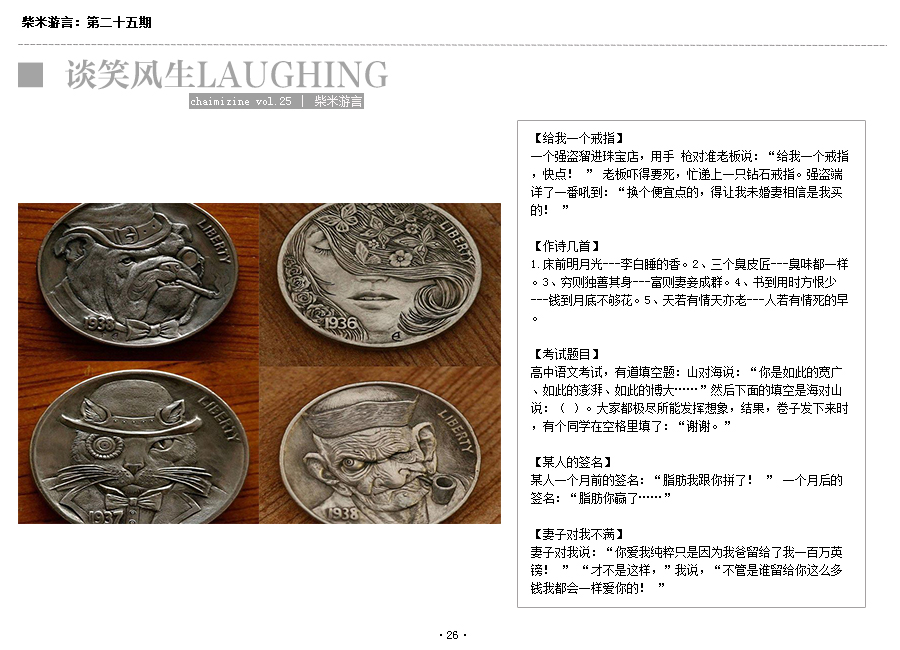 柴米游言：第二十五期
谈笑风生LAUGHING
chaimizine vol.25 | 柴米游言
LIBERTY
1938
LIBERTY
1936
LIBERTY
1937
LIBERTY
1938
【给我一个戒指】
一个强盗溜进珠宝店，用手 枪对准老板说：“给我一个戒指
，快点！ ” 老板吓得要死，忙递上一只钻石戒指。强盗端
详了一番吼到：“换个便宜点的，得让我未婚妻相信是我买
的！ ”
【作诗几首】
1.床前明月光---李白睡的香。2、三个臭皮匠---臭味都一样
。3、穷则独善其身---富则妻妾成群。4、书到用时方恨少
---钱到月底不够花。5、天若有情天亦老---人若有情死的早
。
【考试题目】
高中语文考试，有道填空题：山对海说：“你是如此的宽广
、如此的澎湃、如此的博大……”然后下面的填空是海对山
说：（ ）。大家都极尽所能发挥想象，结果，卷子发下来时
，有个同学在空格里填了：“谢谢。”
【某人的签名】
某人一个月前的签名：“脂肪我跟你拼了！ ” 一个月后的
签名：“脂肪你赢了……”
【妻子对我不满】
妻子对我说：“你爱我纯粹只是因为我爸留给了我一百万英
镑！ ” “才不是这样，”我说，“不管是谁留给你这么多
钱我都会一样爱你的！ ”
·26·